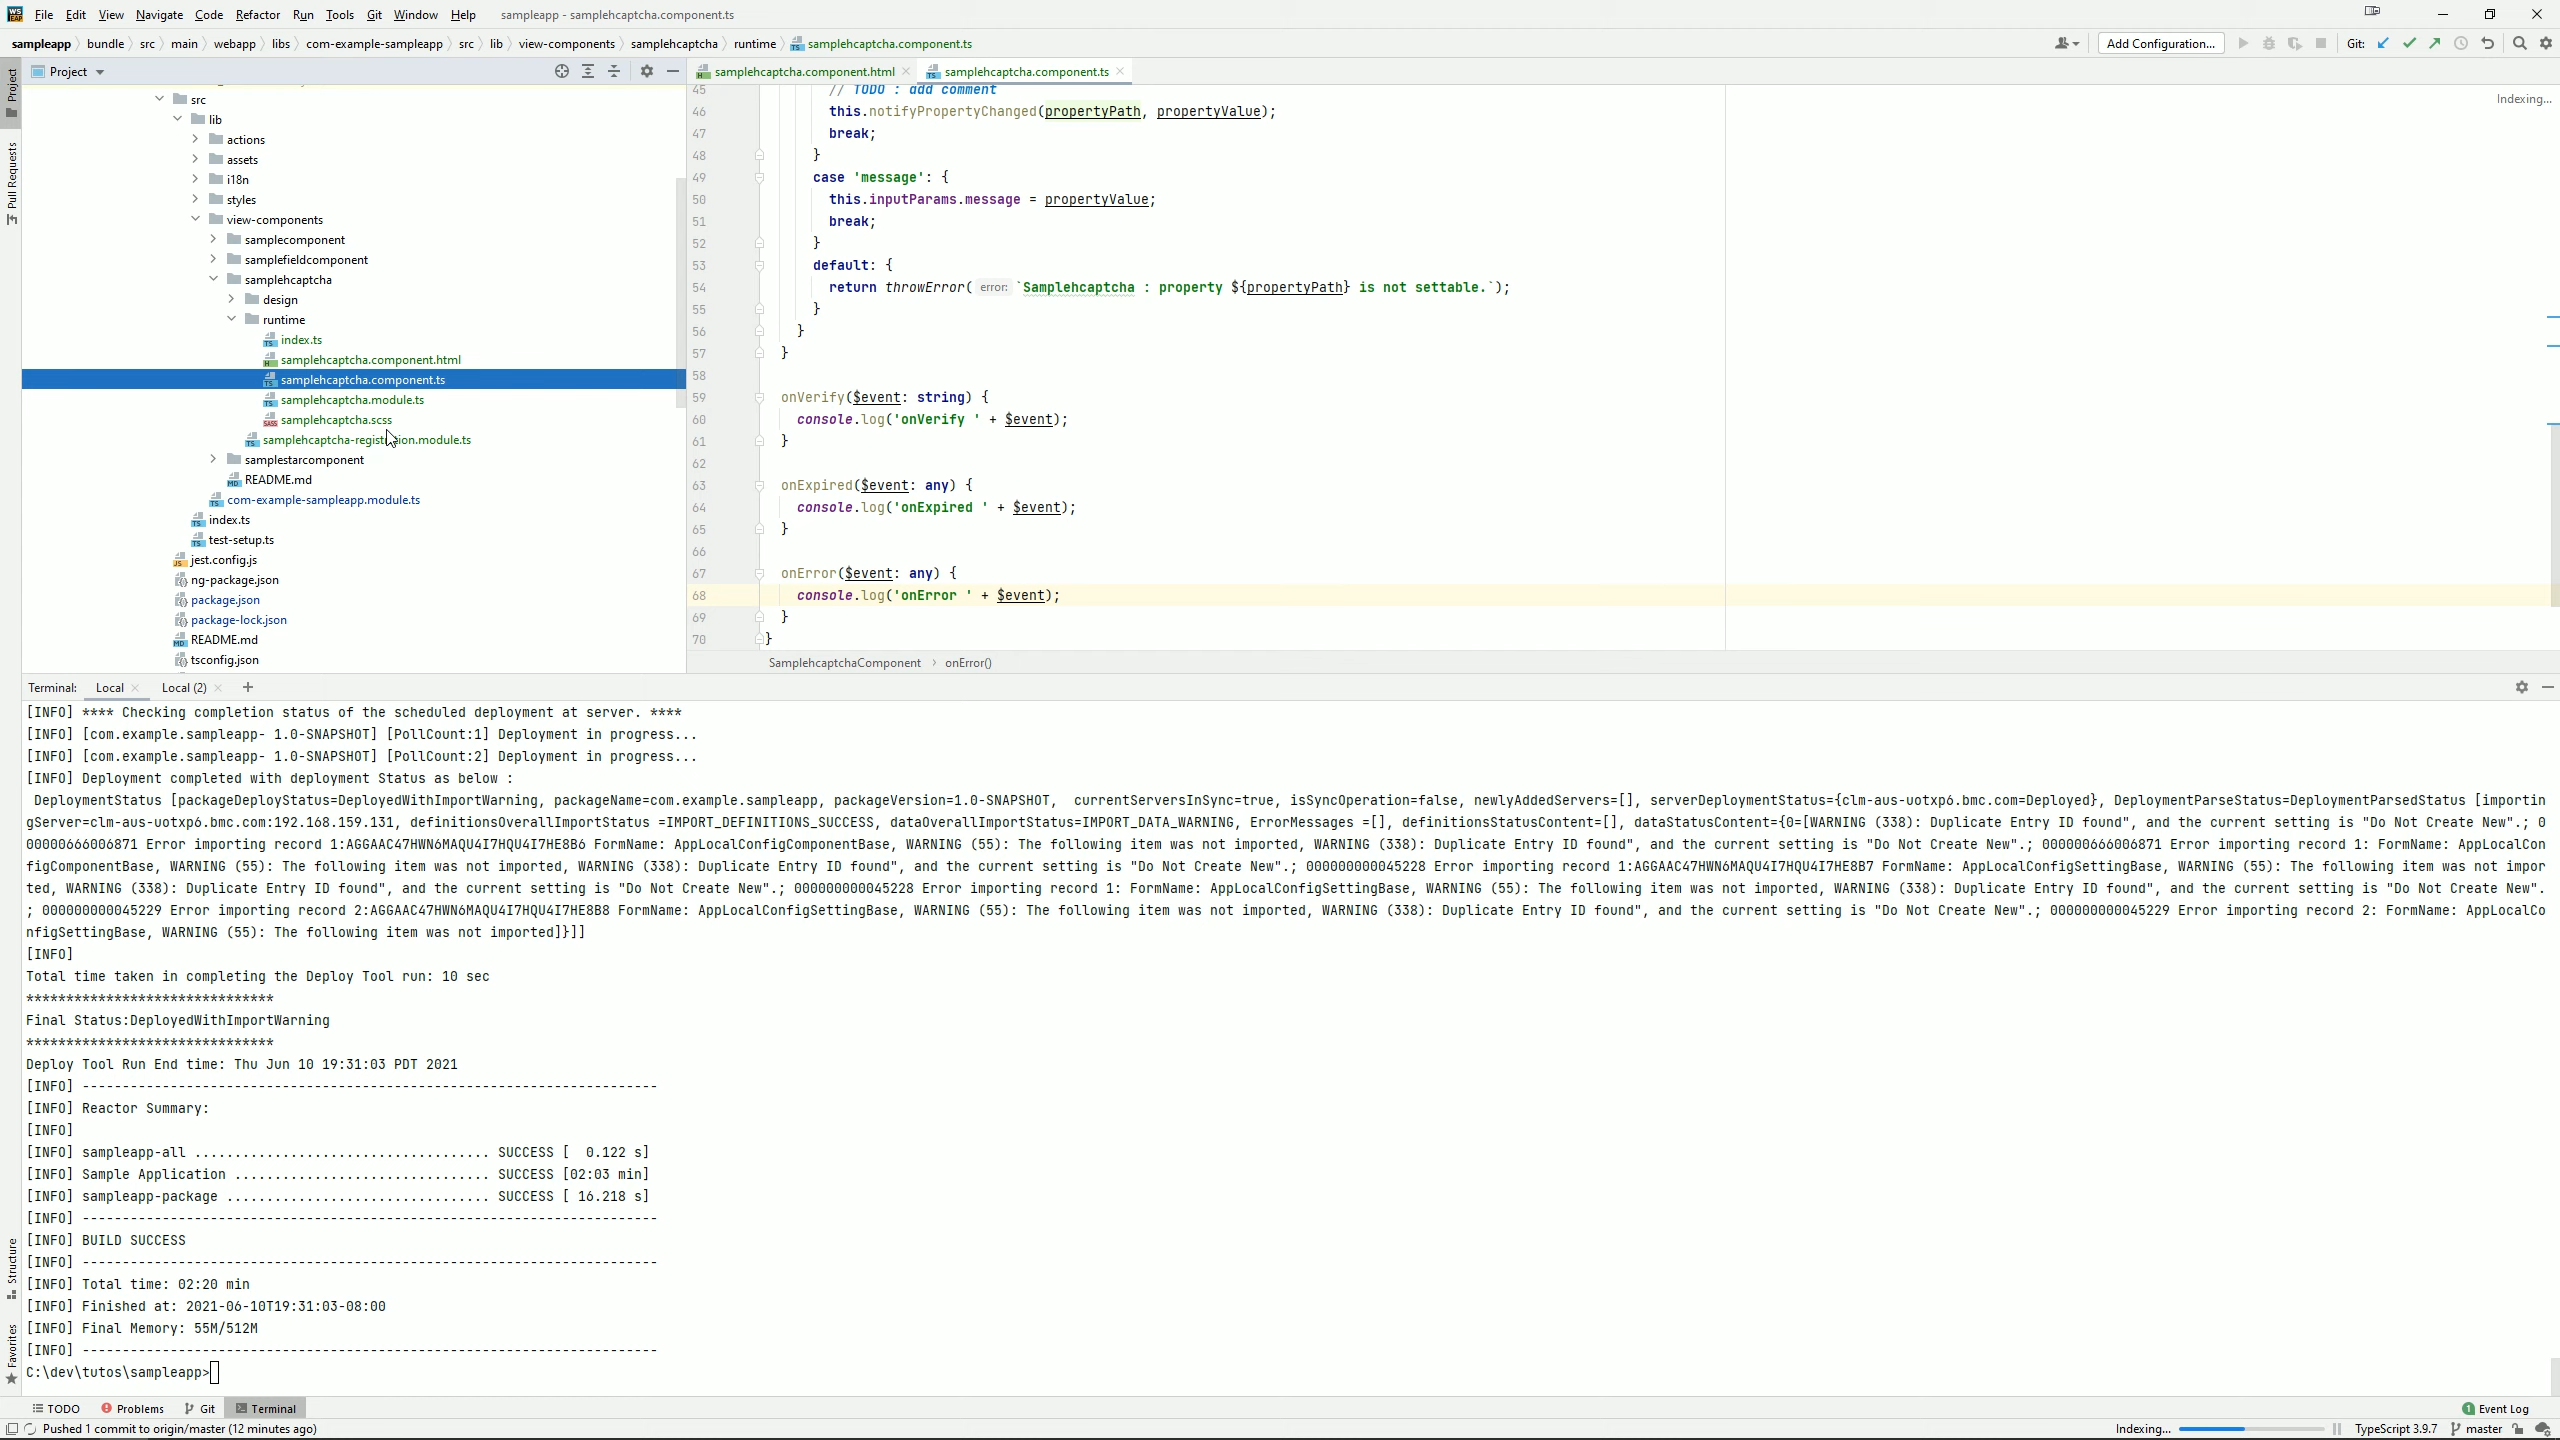 WS EAP File Edit View Navigate Code Refactor Run Tools Git Window Help sampleapp - samplehcaptcha.component.ts
sampleapp bundle src main webapp libs com-example-sampleapp src lib view-components samplehcaptcha runtime samplehcaptcha.component.ts Add Configuration... Git:
Project samplehcaptcha.component.html samplehcaptcha.component.ts
Project
Pull Requests
src
lib
actions
assets
i18n
styles
view-components
samplecomponent
samplefieldcomponent
samplehcaptcha
design
runtime
index.ts
samplehcaptcha.component.html
samplehcaptcha.component.ts
samplehcaptcha.module.ts
samplehcaptcha.scss
samplestarcomponent
README.md
com-example-sampleapp.module.ts
index.ts
test-setup.ts
jest.config.js
ng-package.json
package.json
package-lock.json
README.md
tsconfig.json
Indexing...
45 // TODO : add comment
46 this.notifyPropertyChanged(propertyPath, propertyValue);
47 break;
48 }
49 case 'message': {
50 this.inputParams.message = propertyValue;
51 break;
52 }
53 default: {
54 return throwError( error: `Samplehcaptcha : property ${propertyPath} is not settable.`);
55 }
56 }
57 }
58
59 onVerify($event: string) {
60 console.log('onVerify ' + $event);
61 }
62
63 onExpired($event: any) {
64 console.log('onExpired ' + $event);
65 }
66
67 onError($event: any) {
68 console.log('onError ' + $event);
69 }
70 }
SamplehcaptchaComponent onError()
Terminal: Local Local (2) +
[INFO] **** Checking completion status of the scheduled deployment at server. ****
[INFO] [com.example.sampleapp- 1.0-SNAPSHOT] [PollCount:1] Deployment in progress...
[INFO] [com.example.sampleapp- 1.0-SNAPSHOT] [PollCount:2] Deployment in progress...
[INFO] Deployment completed with deployment Status as below :
DeploymentStatus [packageDeployStatus=DeployedWithImportWarning, packageName=com.example.sampleapp, packageVersion=1.0-SNAPSHOT, currentServersInSync=true, isSyncOperation=false, newlyAddedServers=[], serverDeploymentStatus={clm-aus-uotxp6.bmc.com=Deployed}, DeploymentParseStatus=DeploymentParsedStatus [importin
gServer=clm-aus-uotxp6.bmc.com:192.168.159.131, definitionsOverallImportStatus =IMPORT_DEFINITIONS_SUCCESS, dataOverallImportStatus=IMPORT_DATA_WARNING, ErrorMessages =[], definitionsStatusContent=[], dataStatusContent={0=[WARNING (338): Duplicate Entry ID found", and the current setting is "Do Not Create New".; 0
00000666006871 Error importing record 1:AGGAAC47HWN6MAQU4I7HQU4I7HE8B6 FormName: AppLocalConfigComponentBase, WARNING (55): The following item was not imported, WARNING (338): Duplicate Entry ID found", and the current setting is "Do Not Create New".; 000000666006871 Error importing record 1: FormName: AppLocalCon
figComponentBase, WARNING (55): The following item was not imported, WARNING (338): Duplicate Entry ID found", and the current setting is "Do Not Create New".; 000000000045228 Error importing record 1:AGGAAC47HWN6MAQU4I7HQU4I7HE8B7 FormName: AppLocalConfigSettingBase, WARNING (55): The following item was not impor
ted, WARNING (338): Duplicate Entry ID found", and the current setting is "Do Not Create New".; 000000000045228 Error importing record 1: FormName: AppLocalConfigSettingBase, WARNING (55): The following item was not imported, WARNING (338): Duplicate Entry ID found", and the current setting is "Do Not Create New".
; 000000000045229 Error importing record 2:AGGAAC47HWN6MAQU4I7HQU4I7HE8B8 FormName: AppLocalConfigSettingBase, WARNING (55): The following item was not imported, WARNING (338): Duplicate Entry ID found", and the current setting is "Do Not Create New".; 000000000045229 Error importing record 2: FormName: AppLocalCo
nfigSettingBase, WARNING (55): The following item was not imported]}]]
[INFO]
Total time taken in completing the Deploy Tool run: 10 sec
*******************************
Final Status:DeployedWithImportWarning
*******************************
Deploy Tool Run End time: Thu Jun 10 19:31:03 PDT 2021
[INFO] ------------------------------------------------------------------------
[INFO] Reactor Summary:
[INFO]
[INFO] sampleapp-all ..................................... SUCCESS [  0.122 s]
[INFO] Sample Application ................................ SUCCESS [02:03 min]
[INFO] sampleapp-package ................................. SUCCESS [ 16.218 s]
[INFO] ------------------------------------------------------------------------
[INFO] BUILD SUCCESS
[INFO] ------------------------------------------------------------------------
[INFO] Total time: 02:20 min
[INFO] Finished at: 2021-06-10T19:31:03-08:00
[INFO] Final Memory: 55M/512M
[INFO] ------------------------------------------------------------------------
C:\dev\tutos\sampleapp>
Structure
Favorites
TODO Problems Git Terminal 1 Event Log
Pushed 1 commit to origin/master (12 minutes ago) Indexing... TypeScript 3.9.7 master